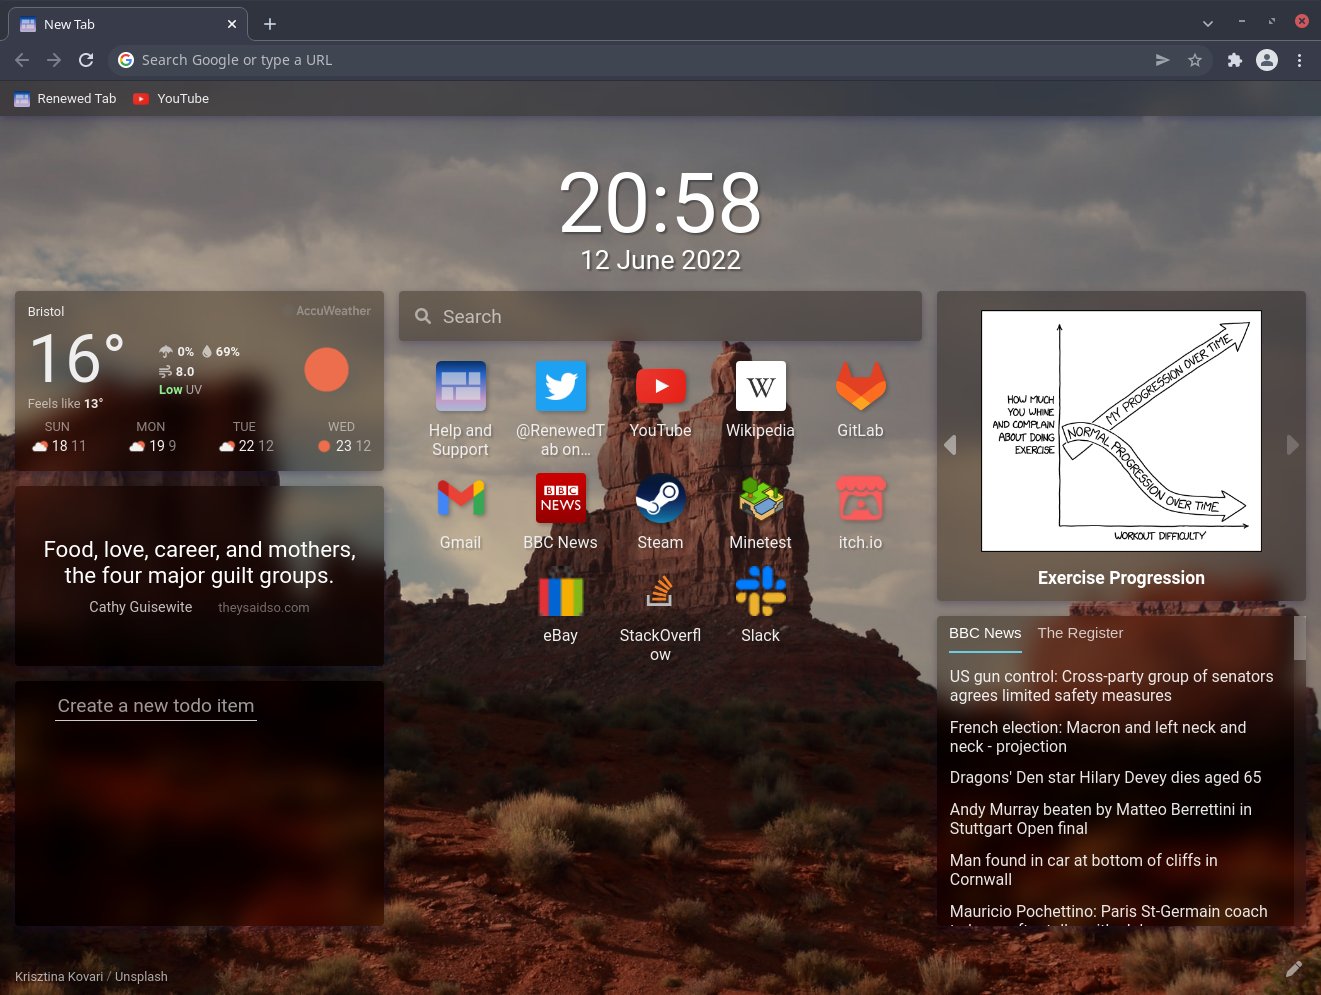 New Tab
Search Google or type a URL
Renewed Tab
YouTube
20:58
12 June 2022
Bristol
AccuWeather
16°
0% 69%
8.0
Low UV
Feels like 13°
SUN MON TUE WED
18 11 19 9 22 12 23 12
Food, love, career, and mothers,
the four major guilt groups.
Cathy Guisewite theysaidso.com
Create a new todo item
Search
Help and
Support
@RenewedT
ab on...
YouTube
W
Wikipedia
GitLab
Gmail
BBC
NEWS
BBC News
Steam
Minetest
itch.io
eBay
StackOverfl
ow
Slack
HOW MUCH
YOU WHINE
AND COMPLAIN
ABOUT DOING
EXERCISE
MY PROGRESSION OVER TIME
NORMAL PROGRESSION OVER TIME
WORKOUT DIFFICULTY
Exercise Progression
BBC News The Register
US gun control: Cross-party group of senators
agrees limited safety measures
French election: Macron and left neck and
neck - projection
Dragons' Den star Hilary Devey dies aged 65
Andy Murray beaten by Matteo Berrettini in
Stuttgart Open final
Man found in car at bottom of cliffs in
Cornwall
Mauricio Pochettino: Paris St-Germain coach
Krisztina Kovari / Unsplash